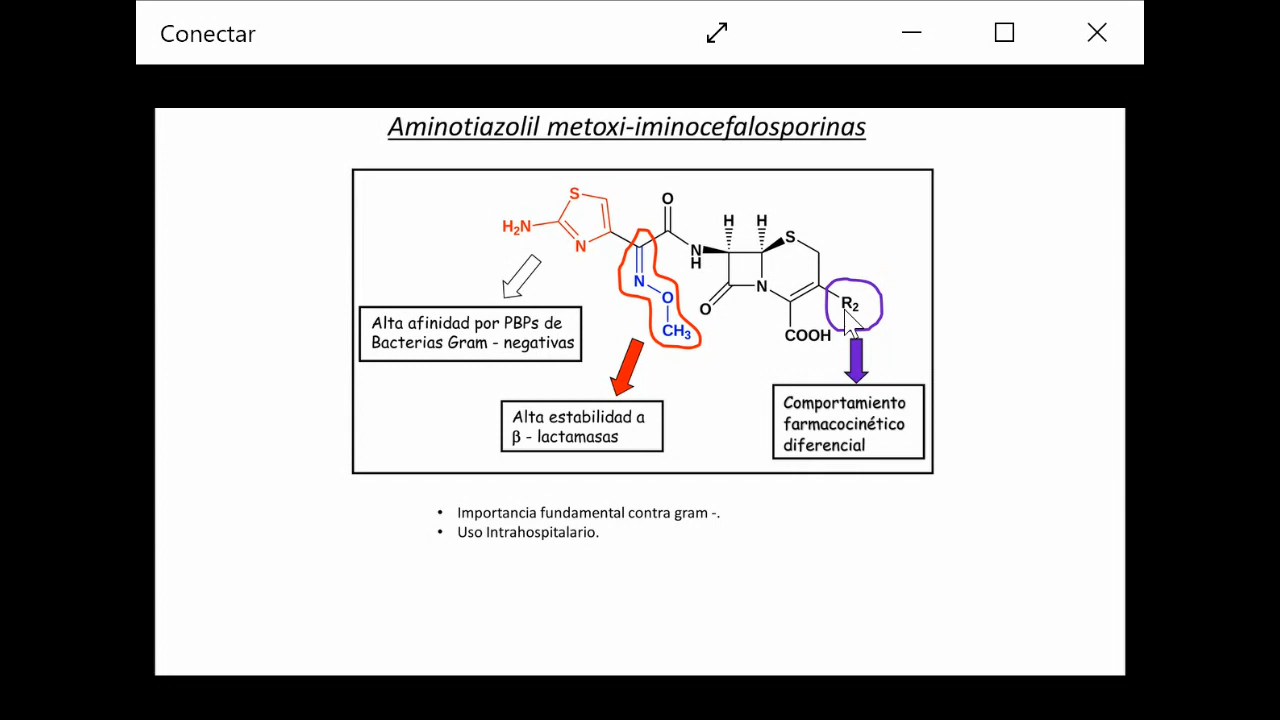 Conectar
Aminotiazolil metoxi-iminocefalosporinas
S
O
H₂N
N
H
H
S
N
H
N
O
N
O
CH₃
R₂
COOH
Alta afinidad por PBPs de
Bacterias Gram - negativas
Alta estabilidad a
β - lactamasas
Comportamiento
farmacocinético
diferencial
• Importancia fundamental contra gram -.
• Uso Intrahospitalario.